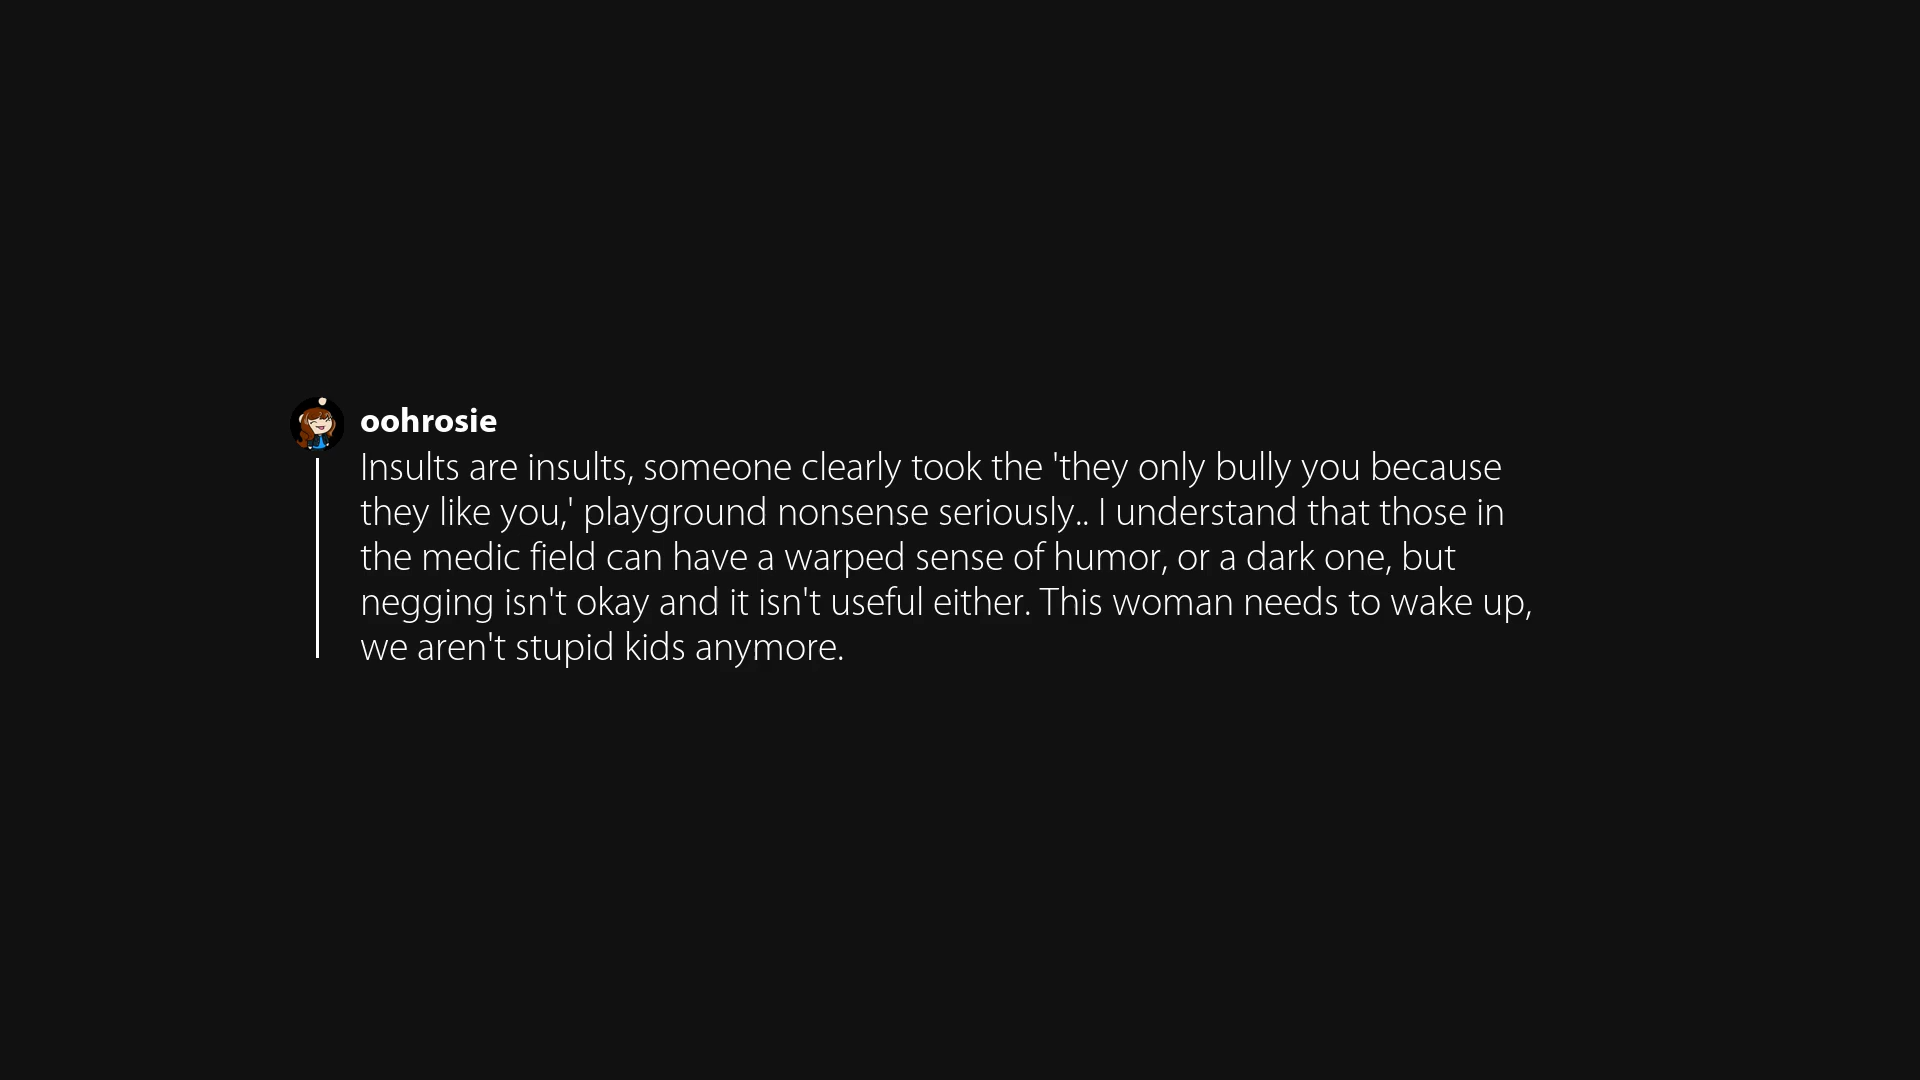 oohrosie
Insults are insults, someone clearly took the 'they only bully you because
they like you,' playground nonsense seriously.. I understand that those in
the medic field can have a warped sense of humor, or a dark one, but
negging isn't okay and it isn't useful either. This woman needs to wake up,
we aren't stupid kids anymore.